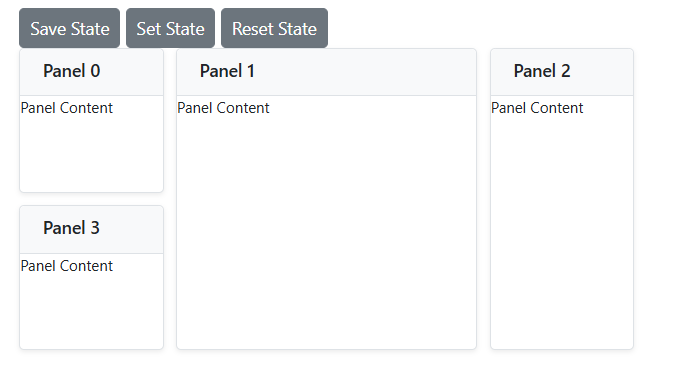 Save State Set State Reset State
Panel 0 Panel 1 Panel 2
Panel Content Panel Content Panel Content
Panel 3
Panel Content